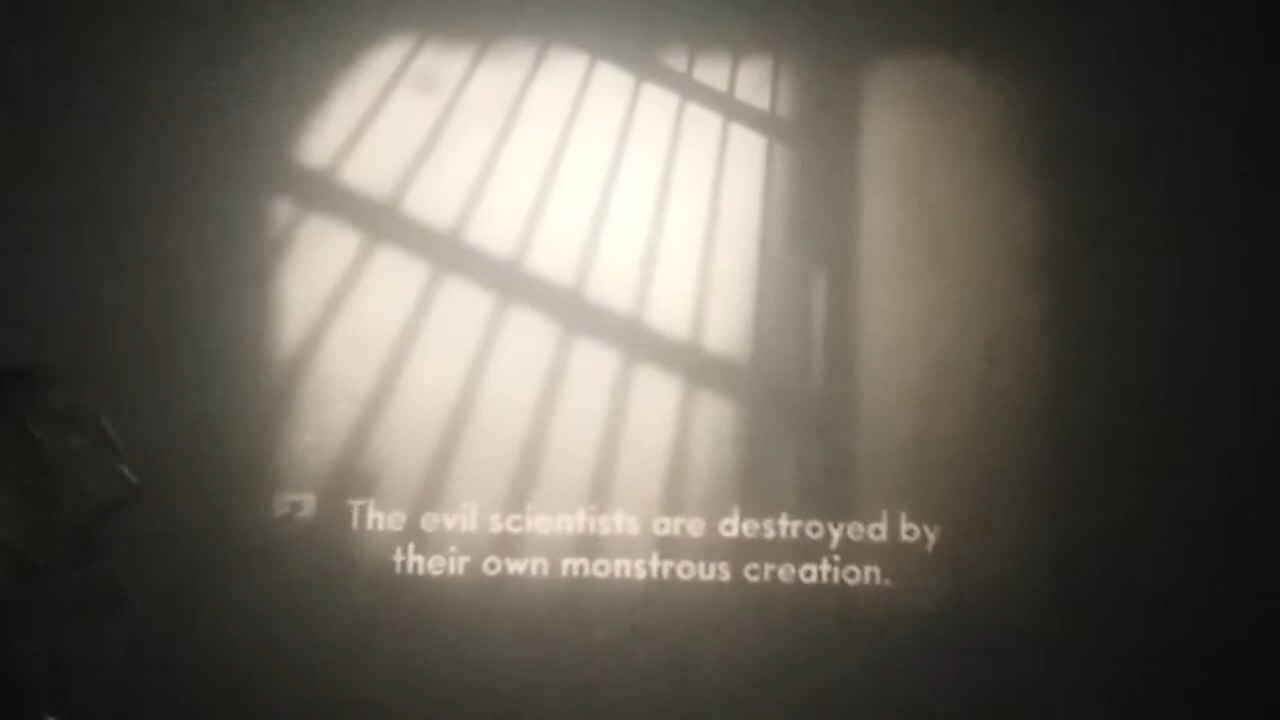 The evil scientists are destroyed by
their own monstrous creation.